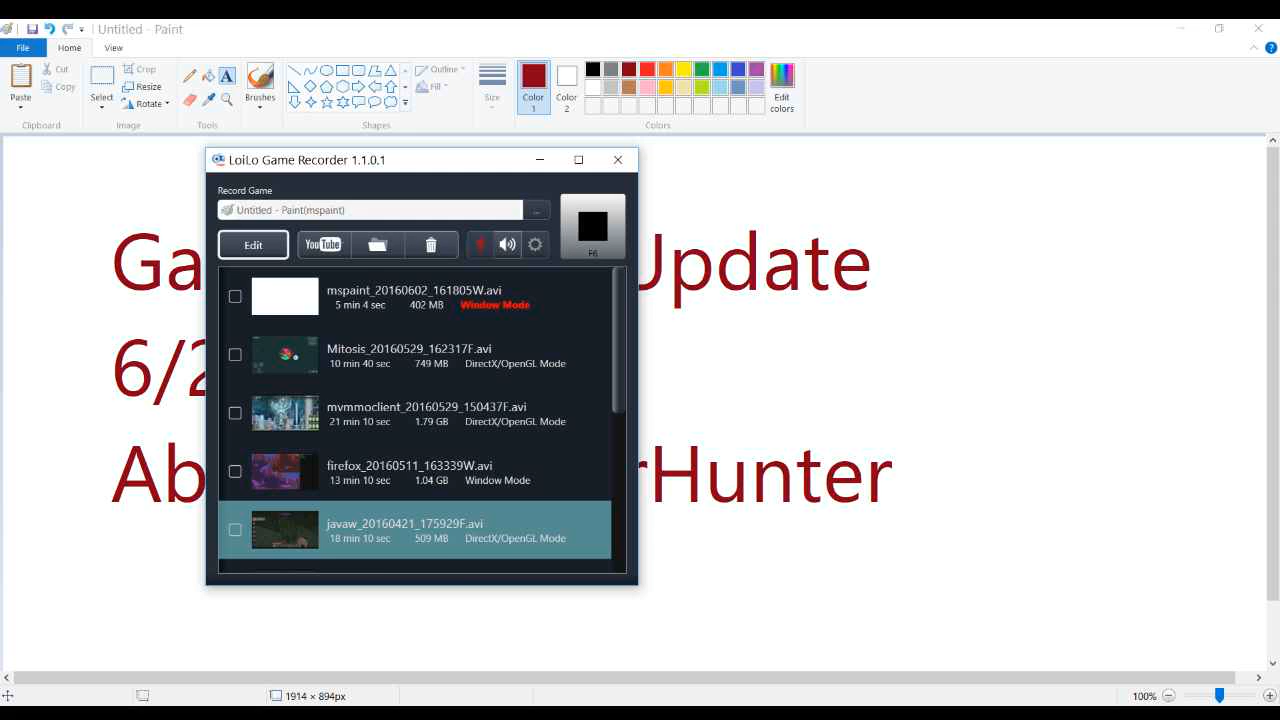 Untitled - Paint
File Home View
Paste
Cut
Copy
Clipboard
Select
Crop
Resize
Rotate
Image
A
Tools
Brushes
Shapes
Outline
Fill
Size
Color 1
Color 2
Edit colors
Colors
LoiLo Game Recorder 1.1.0.1
Record Game
Untitled - Paint(mspaint) ...
F6
Edit YouTube
mspaint_20160602_161805W.avi
5 min 4 sec 402 MB Window Mode
Mitosis_20160529_162317F.avi
10 min 40 sec 749 MB DirectX/OpenGL Mode
mvmmoclient_20160529_150437F.avi
21 min 10 sec 1.79 GB DirectX/OpenGL Mode
firefox_20160511_163339W.avi
13 min 10 sec 1.04 GB Window Mode
javaw_20160421_175929F.avi
18 min 10 sec 509 MB DirectX/OpenGL Mode
Ga Update
6/2
Ab rHunter
1914 × 894px
100%